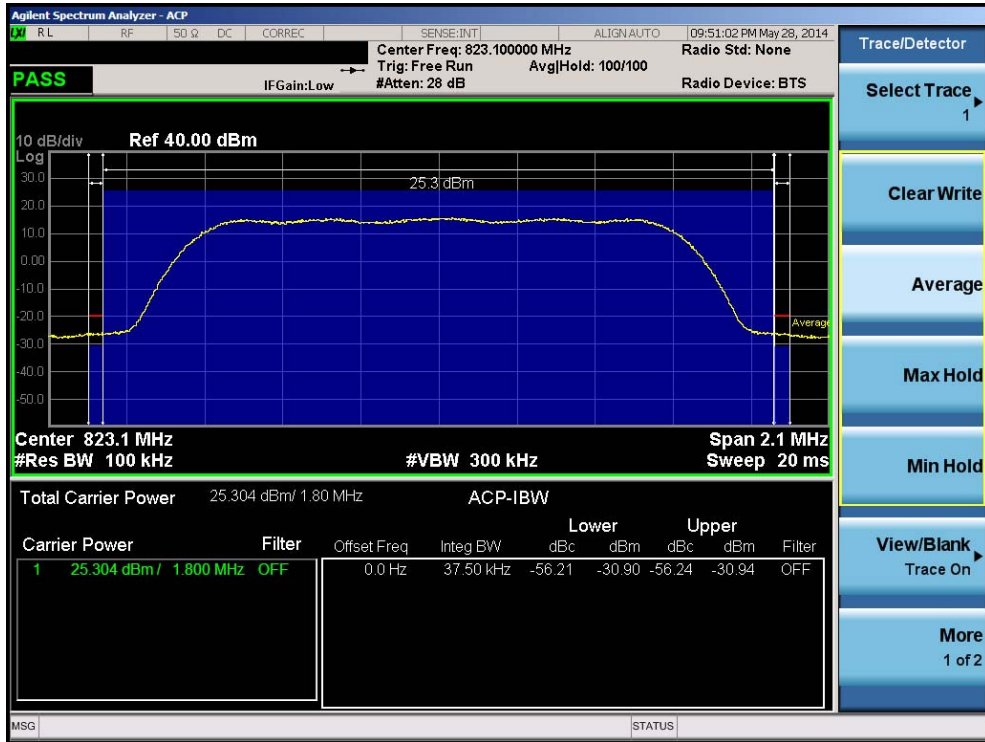 Agilent Spectrum Analyzer - ACP
LXI RL RF 50 Ω DC CORREC SENSE:INT ALIGN AUTO 09:51:02 PM May 28, 2014
Center Freq: 823.100000 MHz Radio Std: None
Trig: Free Run Avg|Hold: 100/100
PASS IFGain:Low #Atten: 28 dB Radio Device: BTS
10 dB/div Ref 40.00 dBm
Log
30.0
25.3 dBm
20.0
10.0
0.00
-10.0
-20.0
Average
-30.0
-40.0
-50.0
Center 823.1 MHz Span 2.1 MHz
#Res BW 100 kHz #VBW 300 kHz Sweep 20 ms
Total Carrier Power 25.304 dBm/ 1.80 MHz ACP-IBW
Lower Upper
Carrier Power Filter Offset Freq Integ BW dBc dBm dBc dBm Filter
1 25.304 dBm / 1.800 MHz OFF 0.0 Hz 37.50 kHz -56.21 -30.90 -56.24 -30.94 OFF
MSG STATUS
Trace/Detector
Select Trace
1
Clear Write
Average
Max Hold
Min Hold
View/Blank
Trace On
More
1 of 2